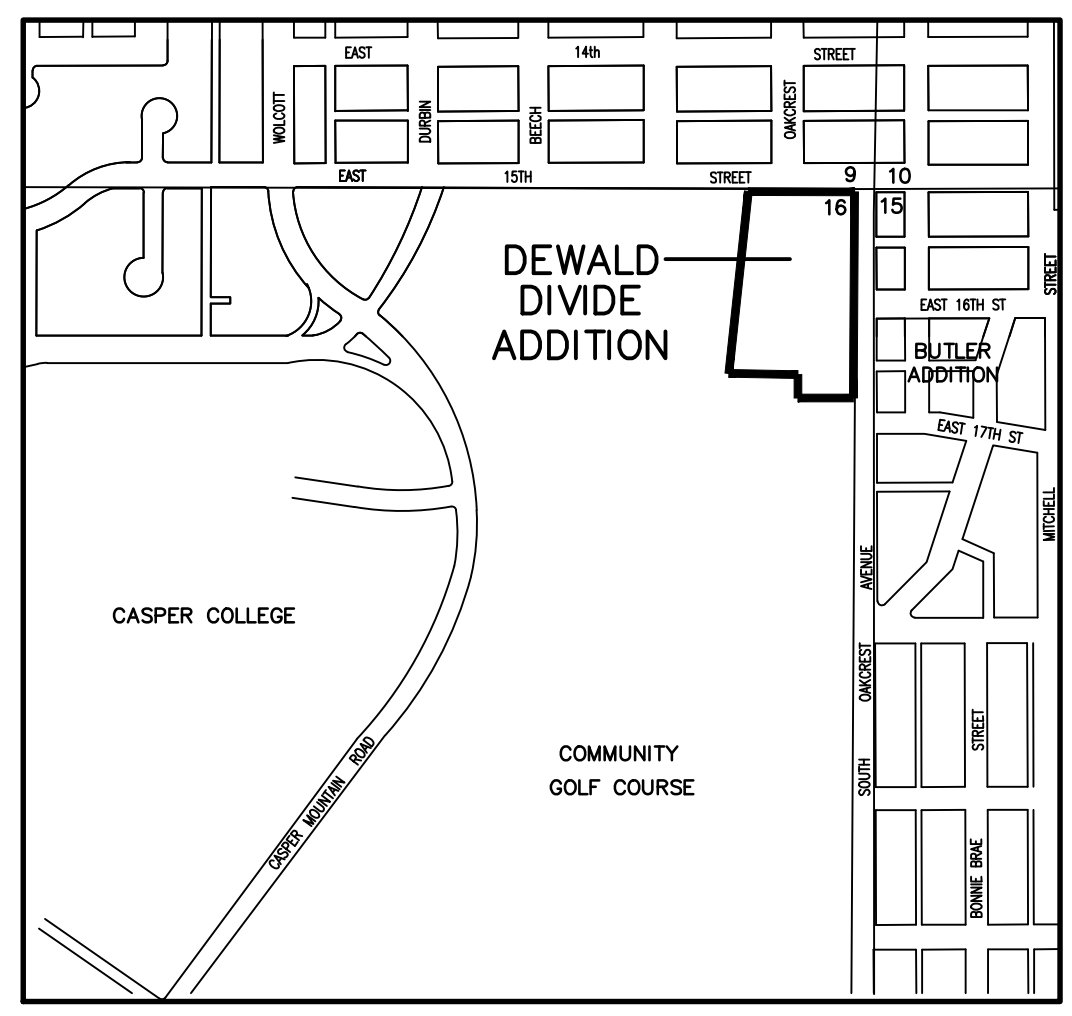 EAST 14th STREET
WOLCOTT
DURBIN
BEECH
OAKCREST
EAST 15TH STREET
9 10
16 15
DEWALD
DIVIDE
ADDITION
STREET
EAST 16TH ST
BUTLER
ADDITION
EAST 17TH ST
MITCHELL
AVENUE
CASPER COLLEGE
OAKCREST
STREET
CASPER MOUNTAIN ROAD
COMMUNITY
GOLF COURSE
SOUTH
BONNIE BRAE